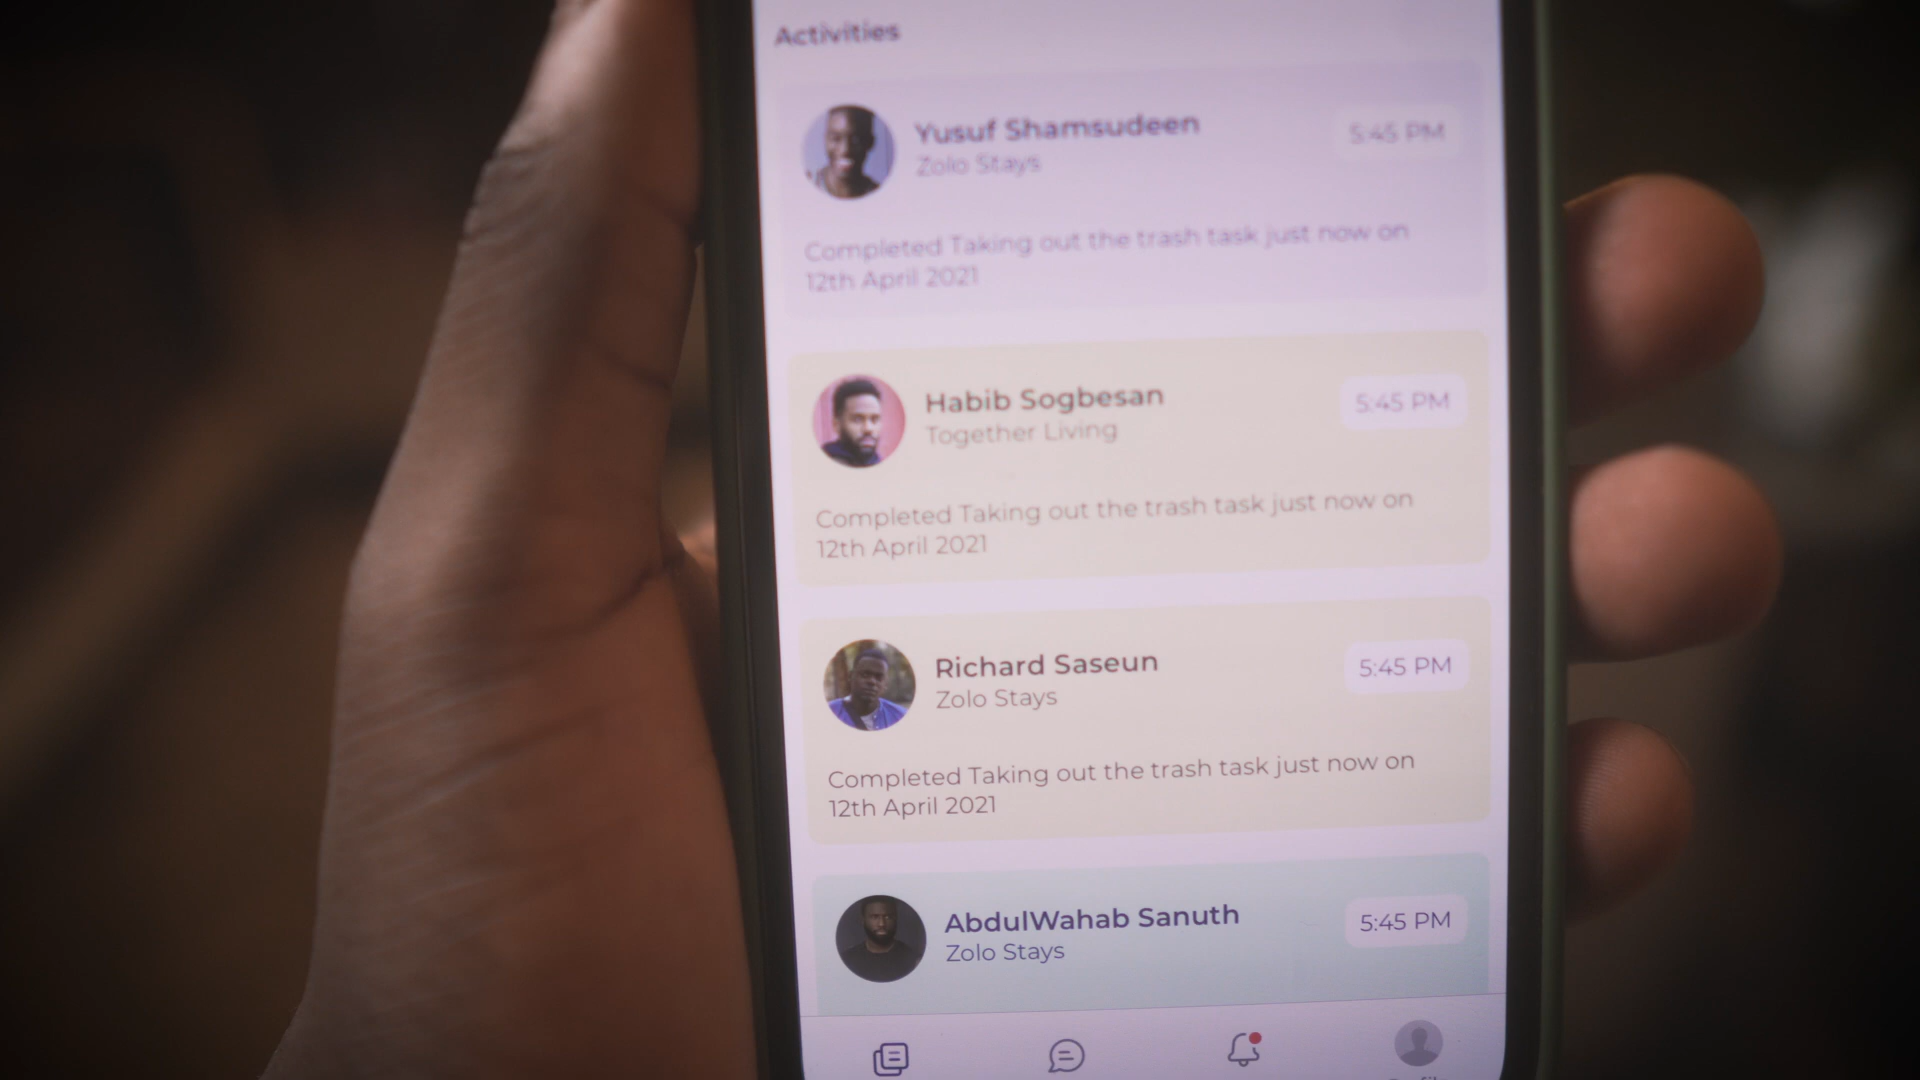 Activities
Yusuf Shamsudeen
5:45 PM
Zolo Stays
Completed Taking out the trash task just now on
12th April 2021
Habib Sogbesan
5:45 PM
Together Living
Completed Taking out the trash task just now on
12th April 2021
Richard Saseun
5:45 PM
Zolo Stays
Completed Taking out the trash task just now on
12th April 2021
AbdulWahab Sanuth
5:45 PM
Zolo Stays